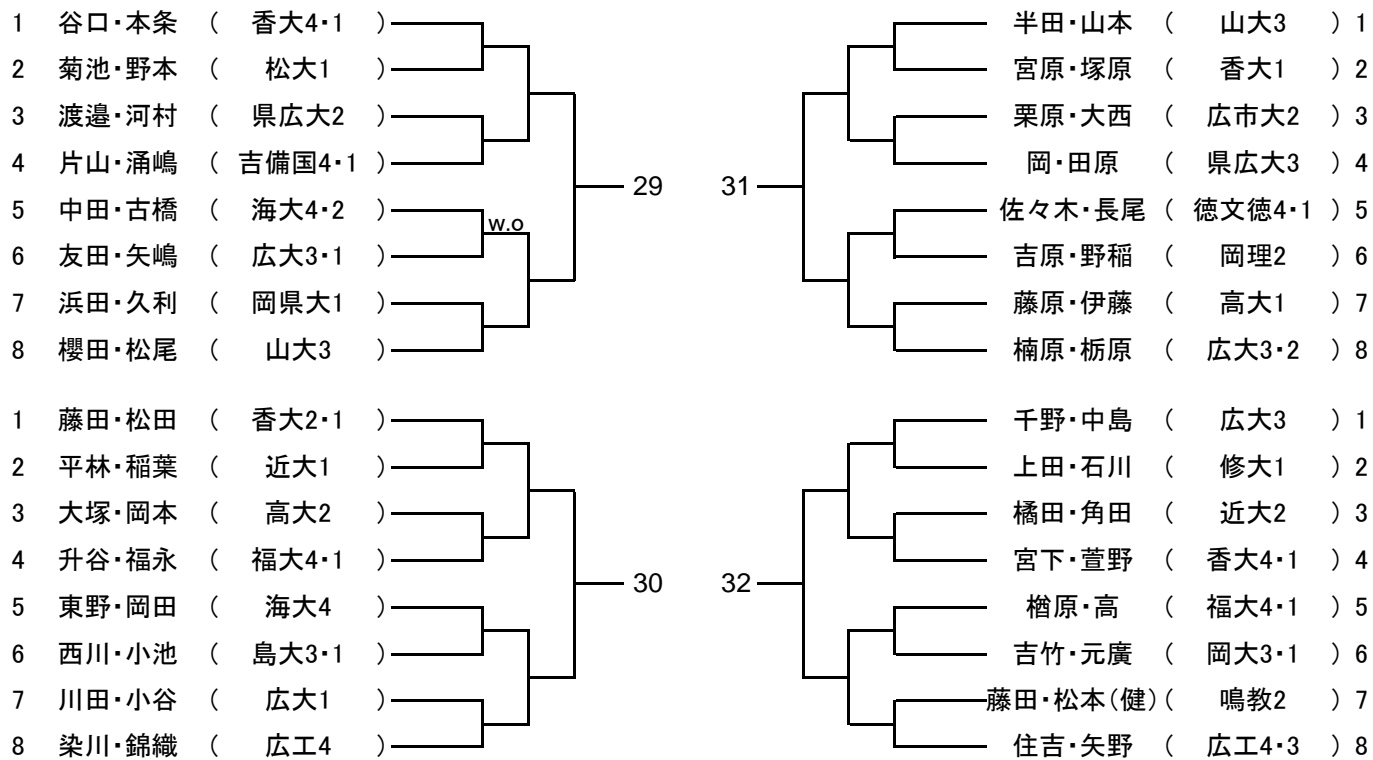 1 谷口・本条 ( 香大4・1 )
2 菊池・野本 ( 松大1 )
3 渡邉・河村 ( 県広大2 )
4 片山・涌嶋 ( 吉備国4・1 )
29
5 中田・古橋 ( 海大4・2 )
w.o
6 友田・矢嶋 ( 広大3・1 )
7 浜田・久利 ( 岡県大1 )
8 櫻田・松尾 ( 山大3 )
半田・山本 ( 山大3 ) 1
宮原・塚原 ( 香大1 ) 2
栗原・大西 ( 広市大2 ) 3
岡・田原 ( 県広大3 ) 4
31
佐々木・長尾 ( 徳文徳4・1 ) 5
吉原・野稲 ( 岡理2 ) 6
藤原・伊藤 ( 高大1 ) 7
楠原・栃原 ( 広大3・2 ) 8
1 藤田・松田 ( 香大2・1 )
2 平林・稲葉 ( 近大1 )
3 大塚・岡本 ( 高大2 )
4 升谷・福永 ( 福大4・1 )
30
5 東野・岡田 ( 海大4 )
6 西川・小池 ( 島大3・1 )
7 川田・小谷 ( 広大1 )
8 染川・錦織 ( 広工4 )
千野・中島 ( 広大3 ) 1
上田・石川 ( 修大1 ) 2
橘田・角田 ( 近大2 ) 3
宮下・萱野 ( 香大4・1 ) 4
32
楢原・高 ( 福大4・1 ) 5
吉竹・元廣 ( 岡大3・1 ) 6
藤田・松本(健) ( 鳴教2 ) 7
住吉・矢野 ( 広工4・3 ) 8